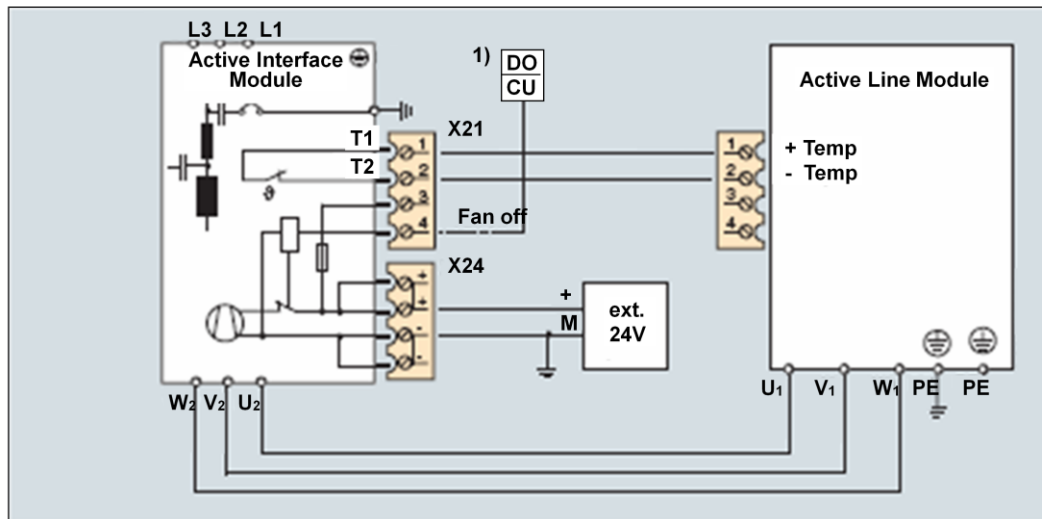 L3 L2 L1
Active Interface
Module
1) DO
CU
Active Line Module
T1
T2
X21
1
2
3
4
Fan off
1
2
3
4
+ Temp
- Temp
ϑ
X24
+
+
-
-
+
M
ext.
24V
W2 V2 U2
U1 V1 W1 PE PE